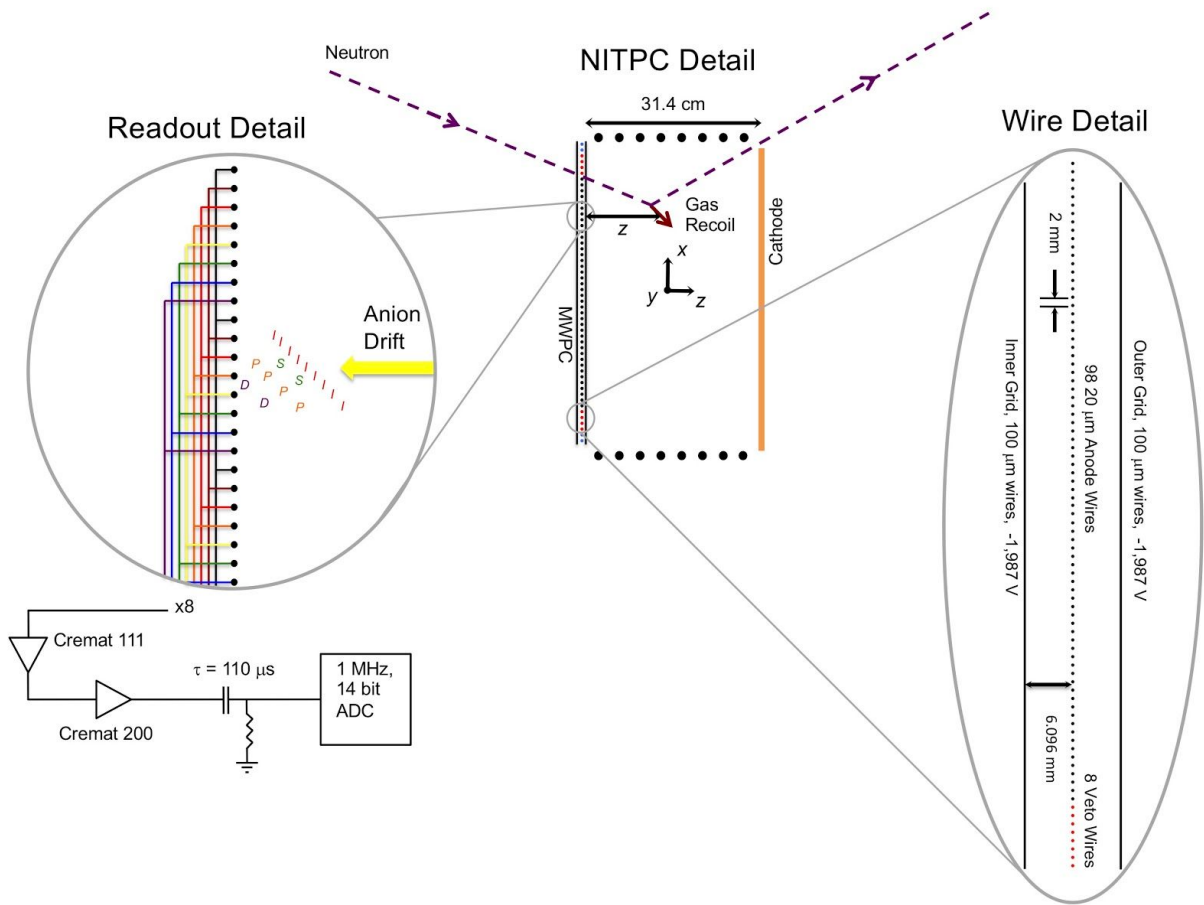 Neutron
NITPC Detail
31.4 cm
Readout Detail
Wire Detail
Gas
Recoil
z
x
y
z
Cathode
MWPC
Anion
Drift
I
I
I
I
I
I
I
I
P
S
P
S
D
P
D
P
2 mm
Inner Grid, 100 μm wires, -1,987 V
98 20 μm Anode Wires
Outer Grid, 100 μm wires, -1,987 V
6.096 mm
8 Veto Wires
x8
Cremat 111
Cremat 200
τ = 110 μs
1 MHz,
14 bit
ADC